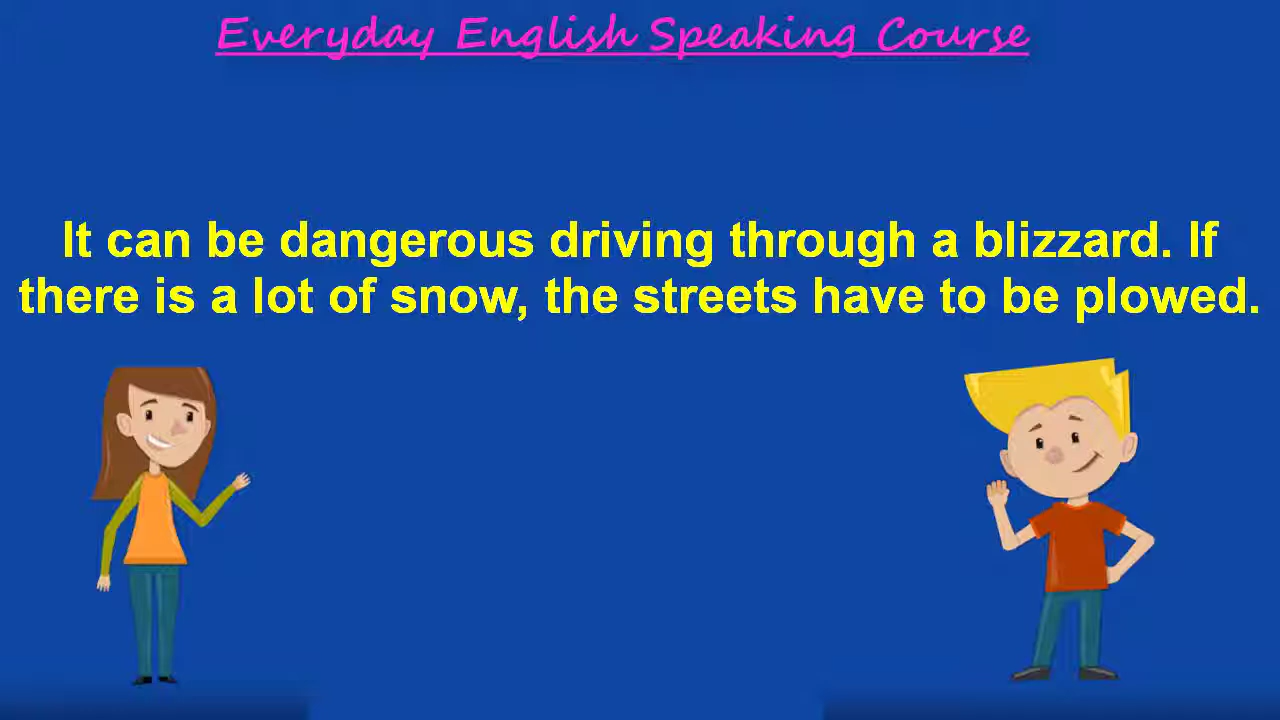 Everyday English Speaking Course
It can be dangerous driving through a blizzard. If
there is a lot of snow, the streets have to be plowed.